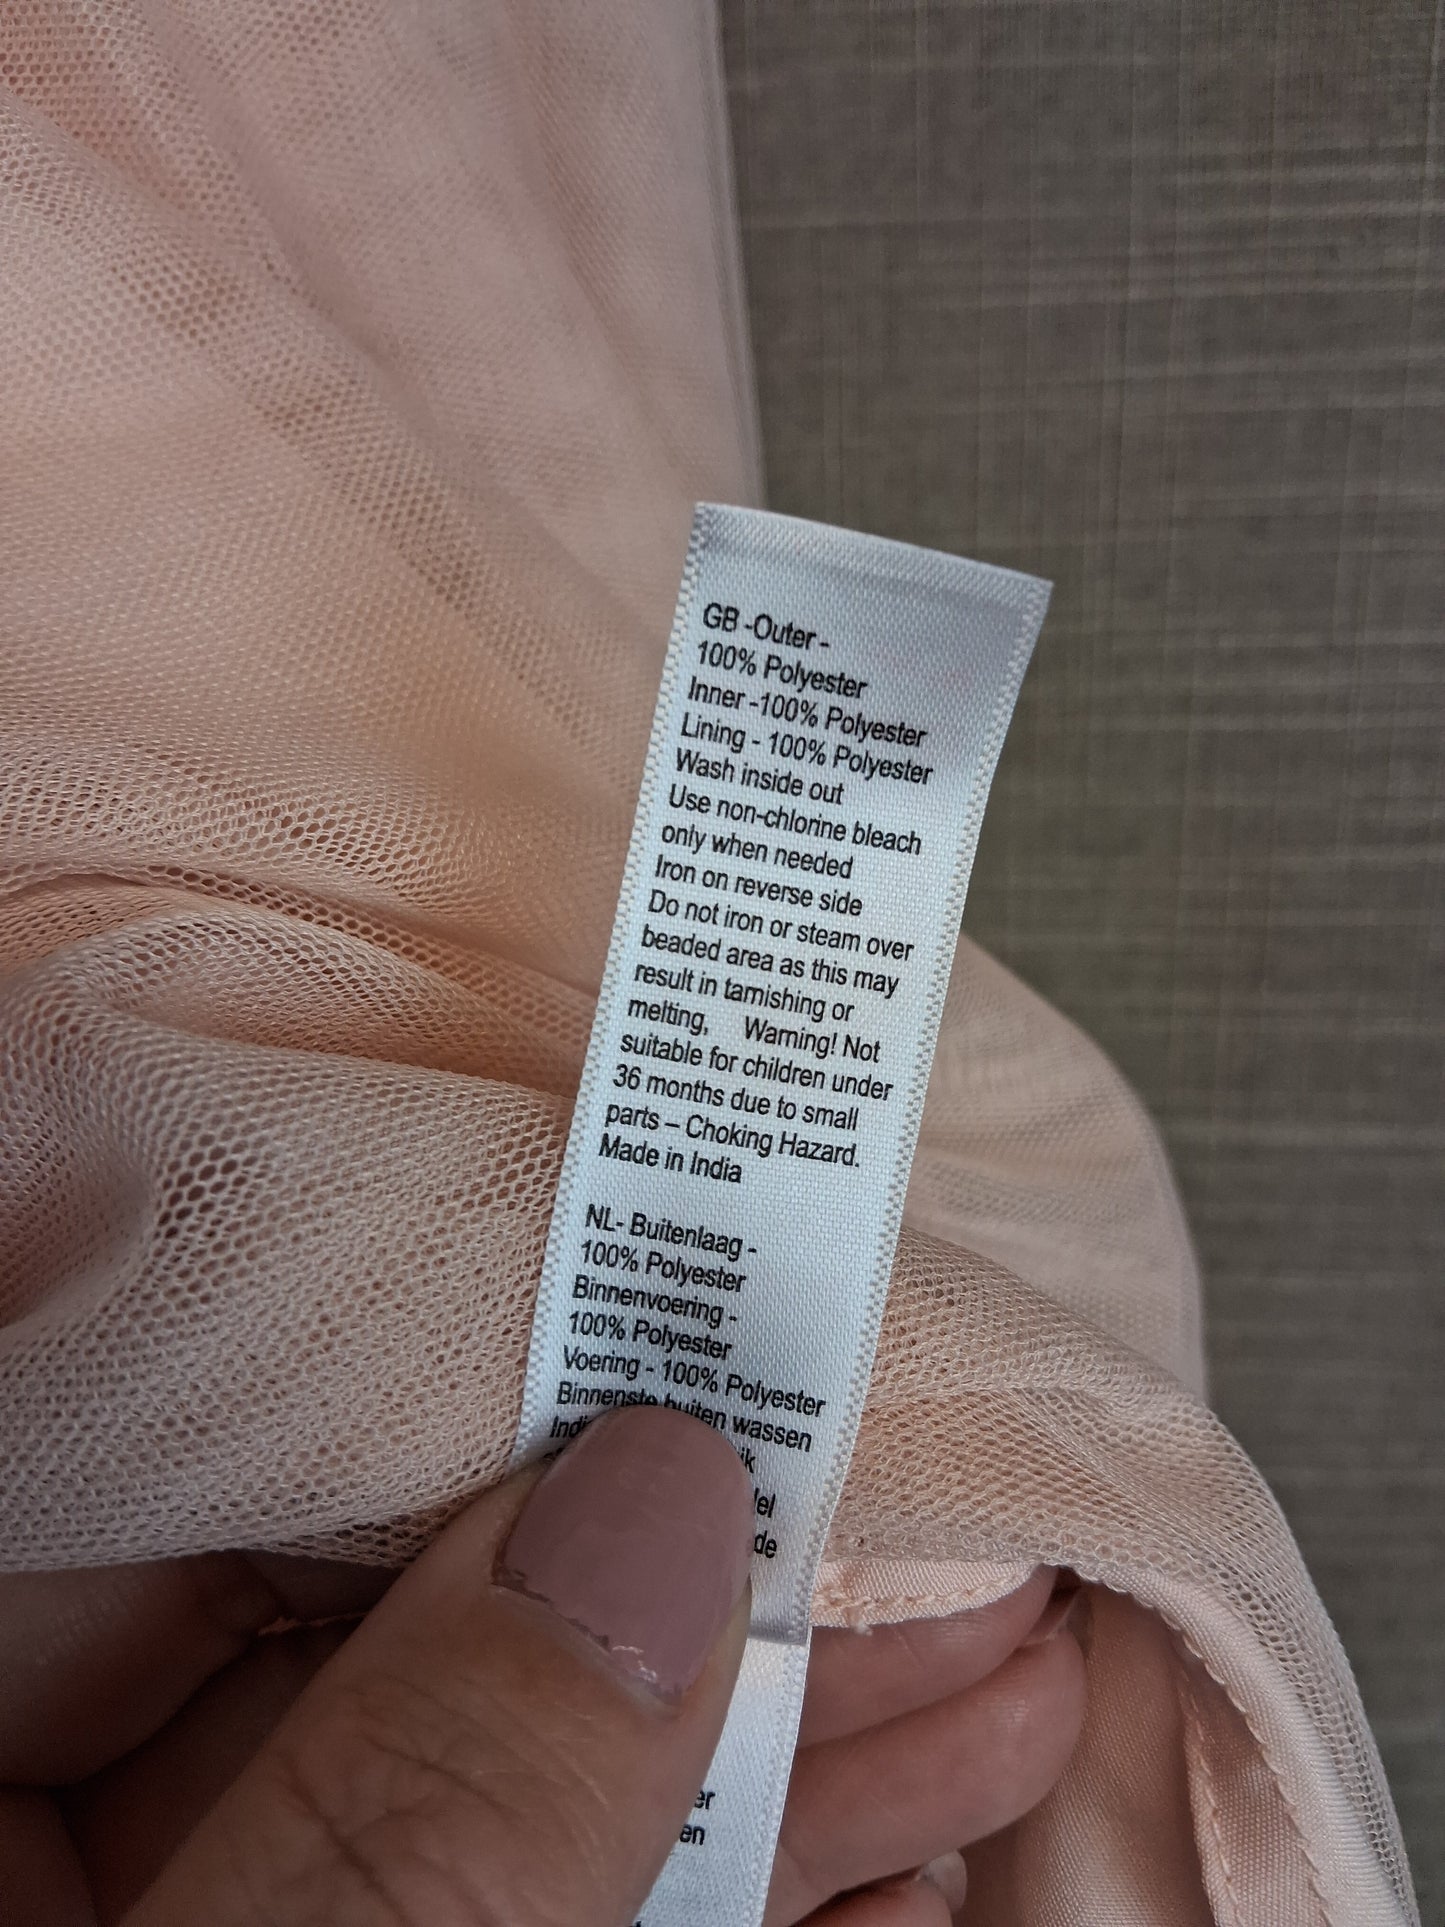 GB -Outer -
100% Polyester
Inner -100% Polyester
Lining - 100% Polyester
Wash inside out
Use non-chlorine bleach
only when needed
Iron on reverse side
Do not iron or steam over
beaded area as this may
result in tarnishing or
melting, Warning! Not
suitable for children under
36 months due to small
parts – Choking Hazard.
Made in India
NL- Buitenlaag -
100% Polyester
Binnenvoering -
100% Polyester
Voering - 100% Polyester
Binnenste buiten wassen